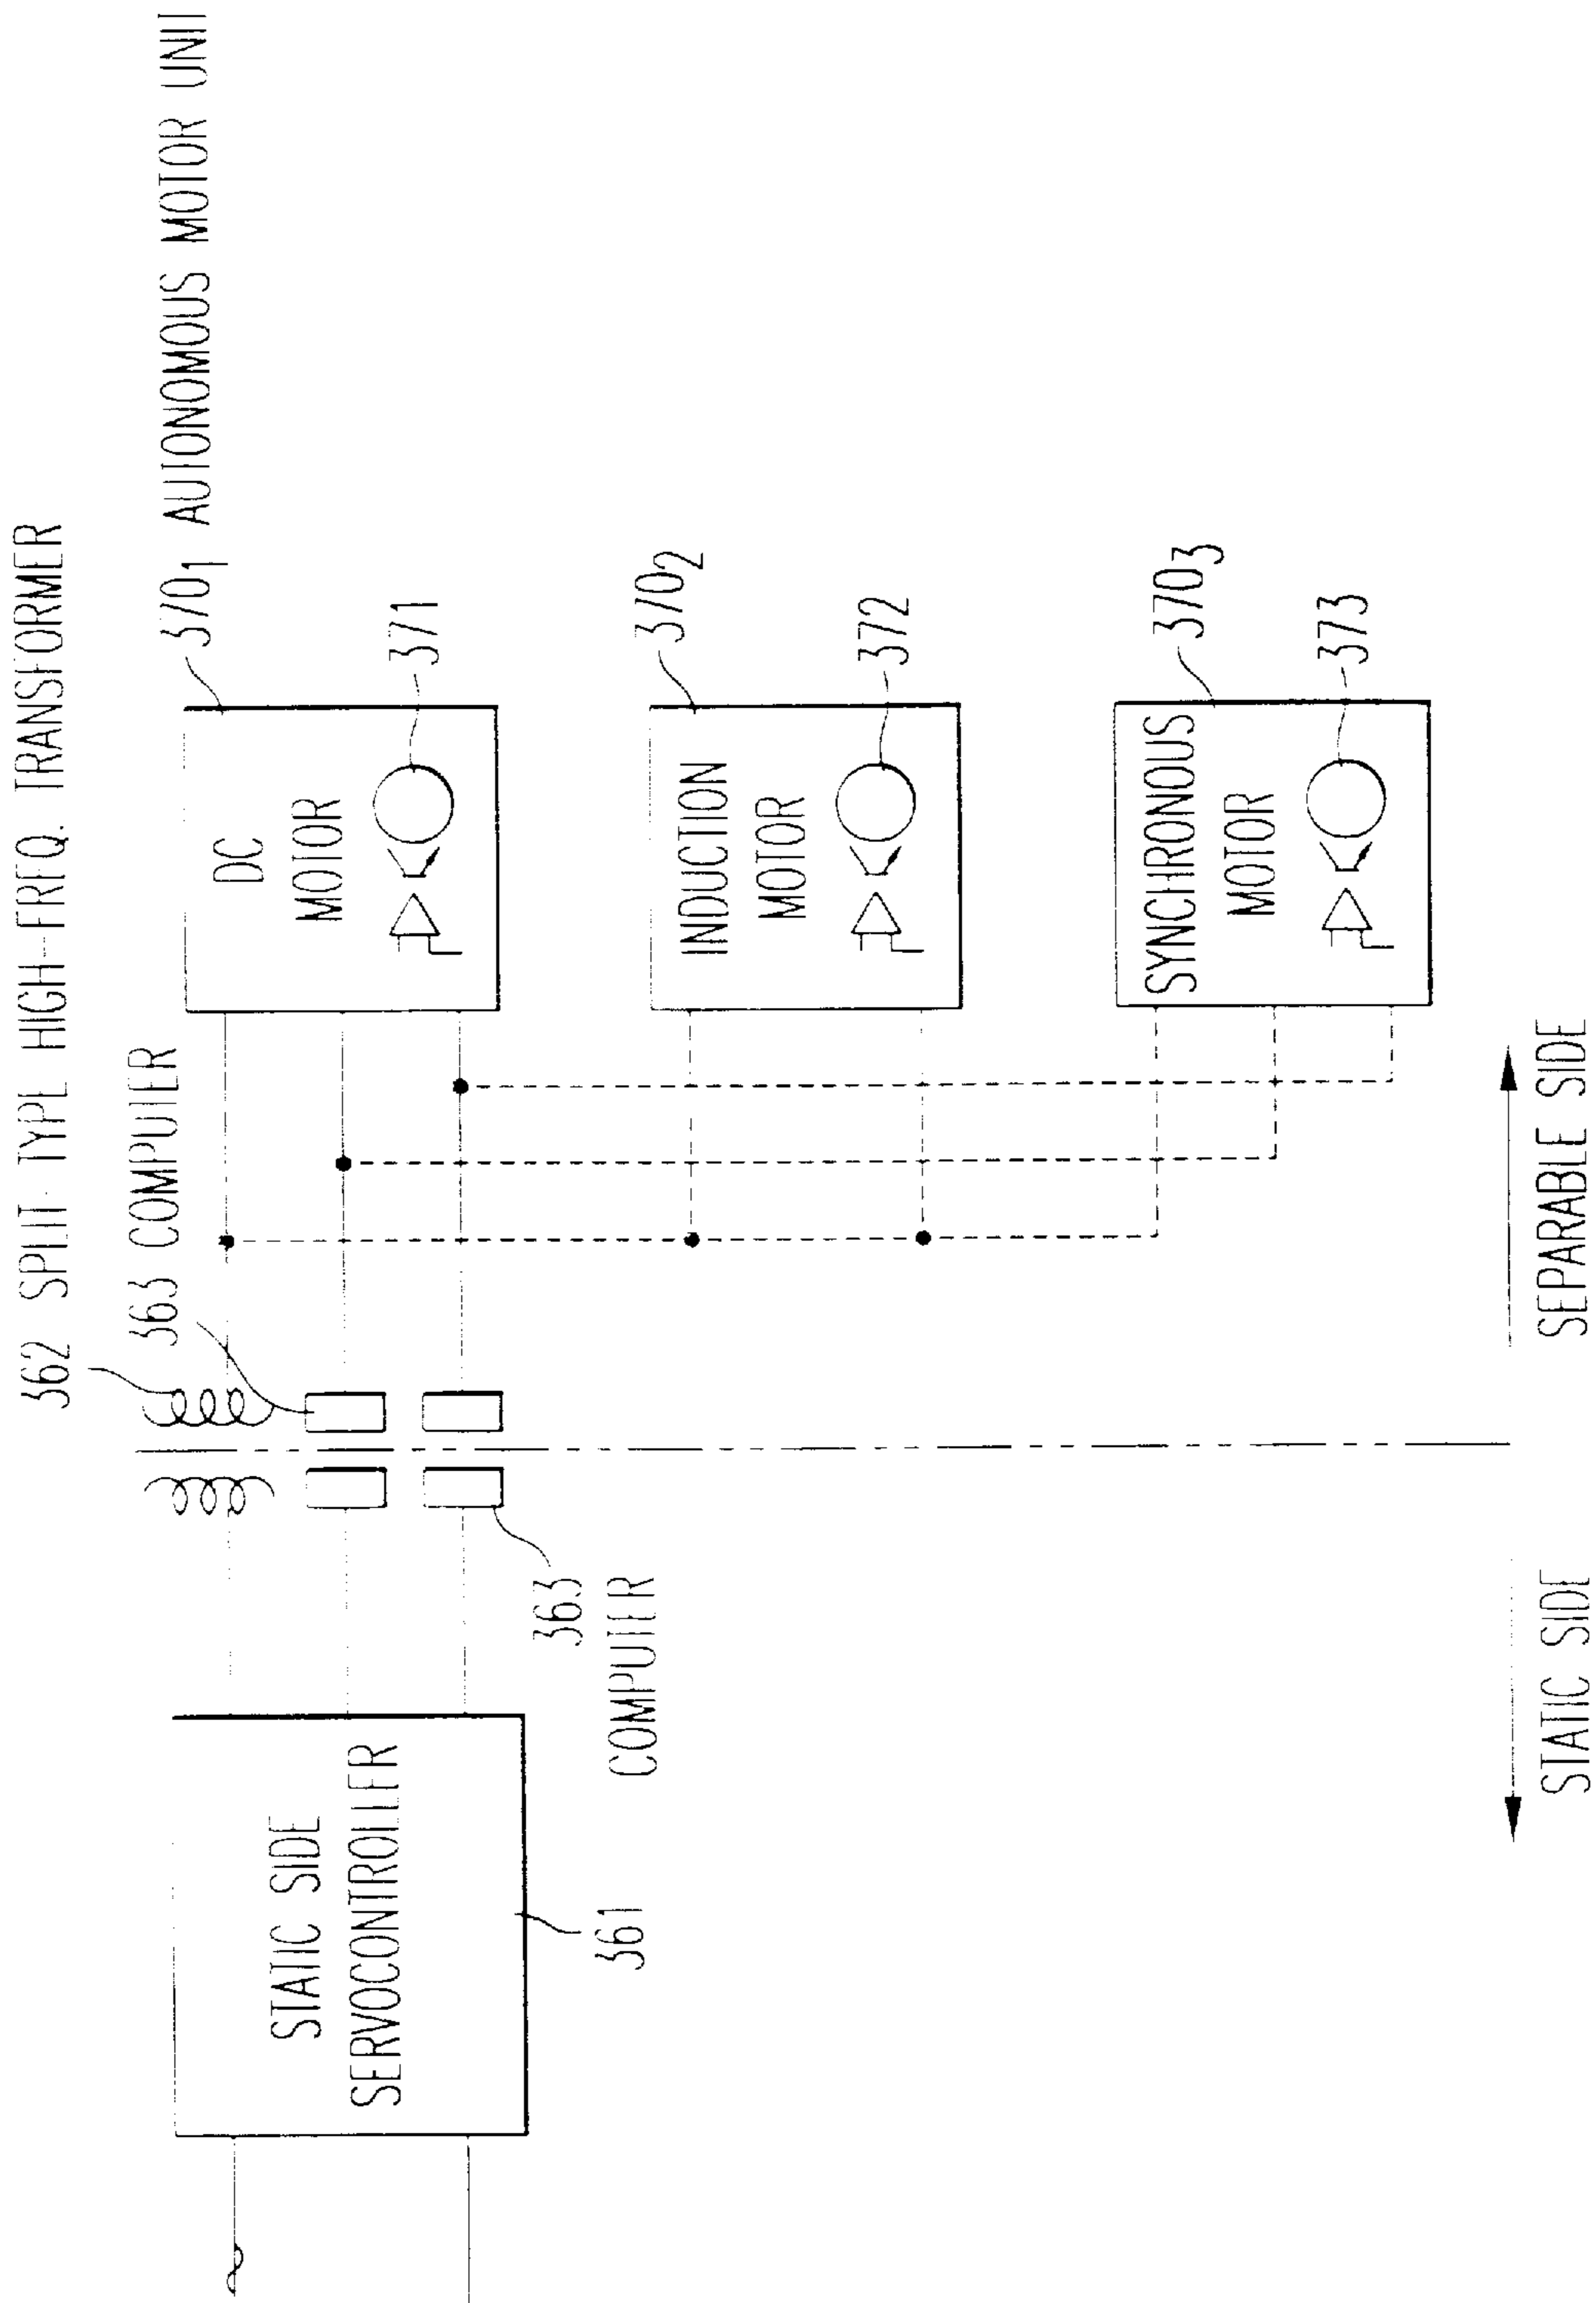 362 SPLIT-TYPE HIGH-FREQ. TRANSFORMER
363 COMPUTER
370₁ AUTONOMOUS MOTOR UNIT
DC
MOTOR
371
STATIC SIDE
SERVOCONTROLLER
361
363
COMPUTER
370₂
INDUCTION
MOTOR
372
370₃
SYNCHRONOUS
MOTOR
373
STATIC SIDE
SEPARABLE SIDE